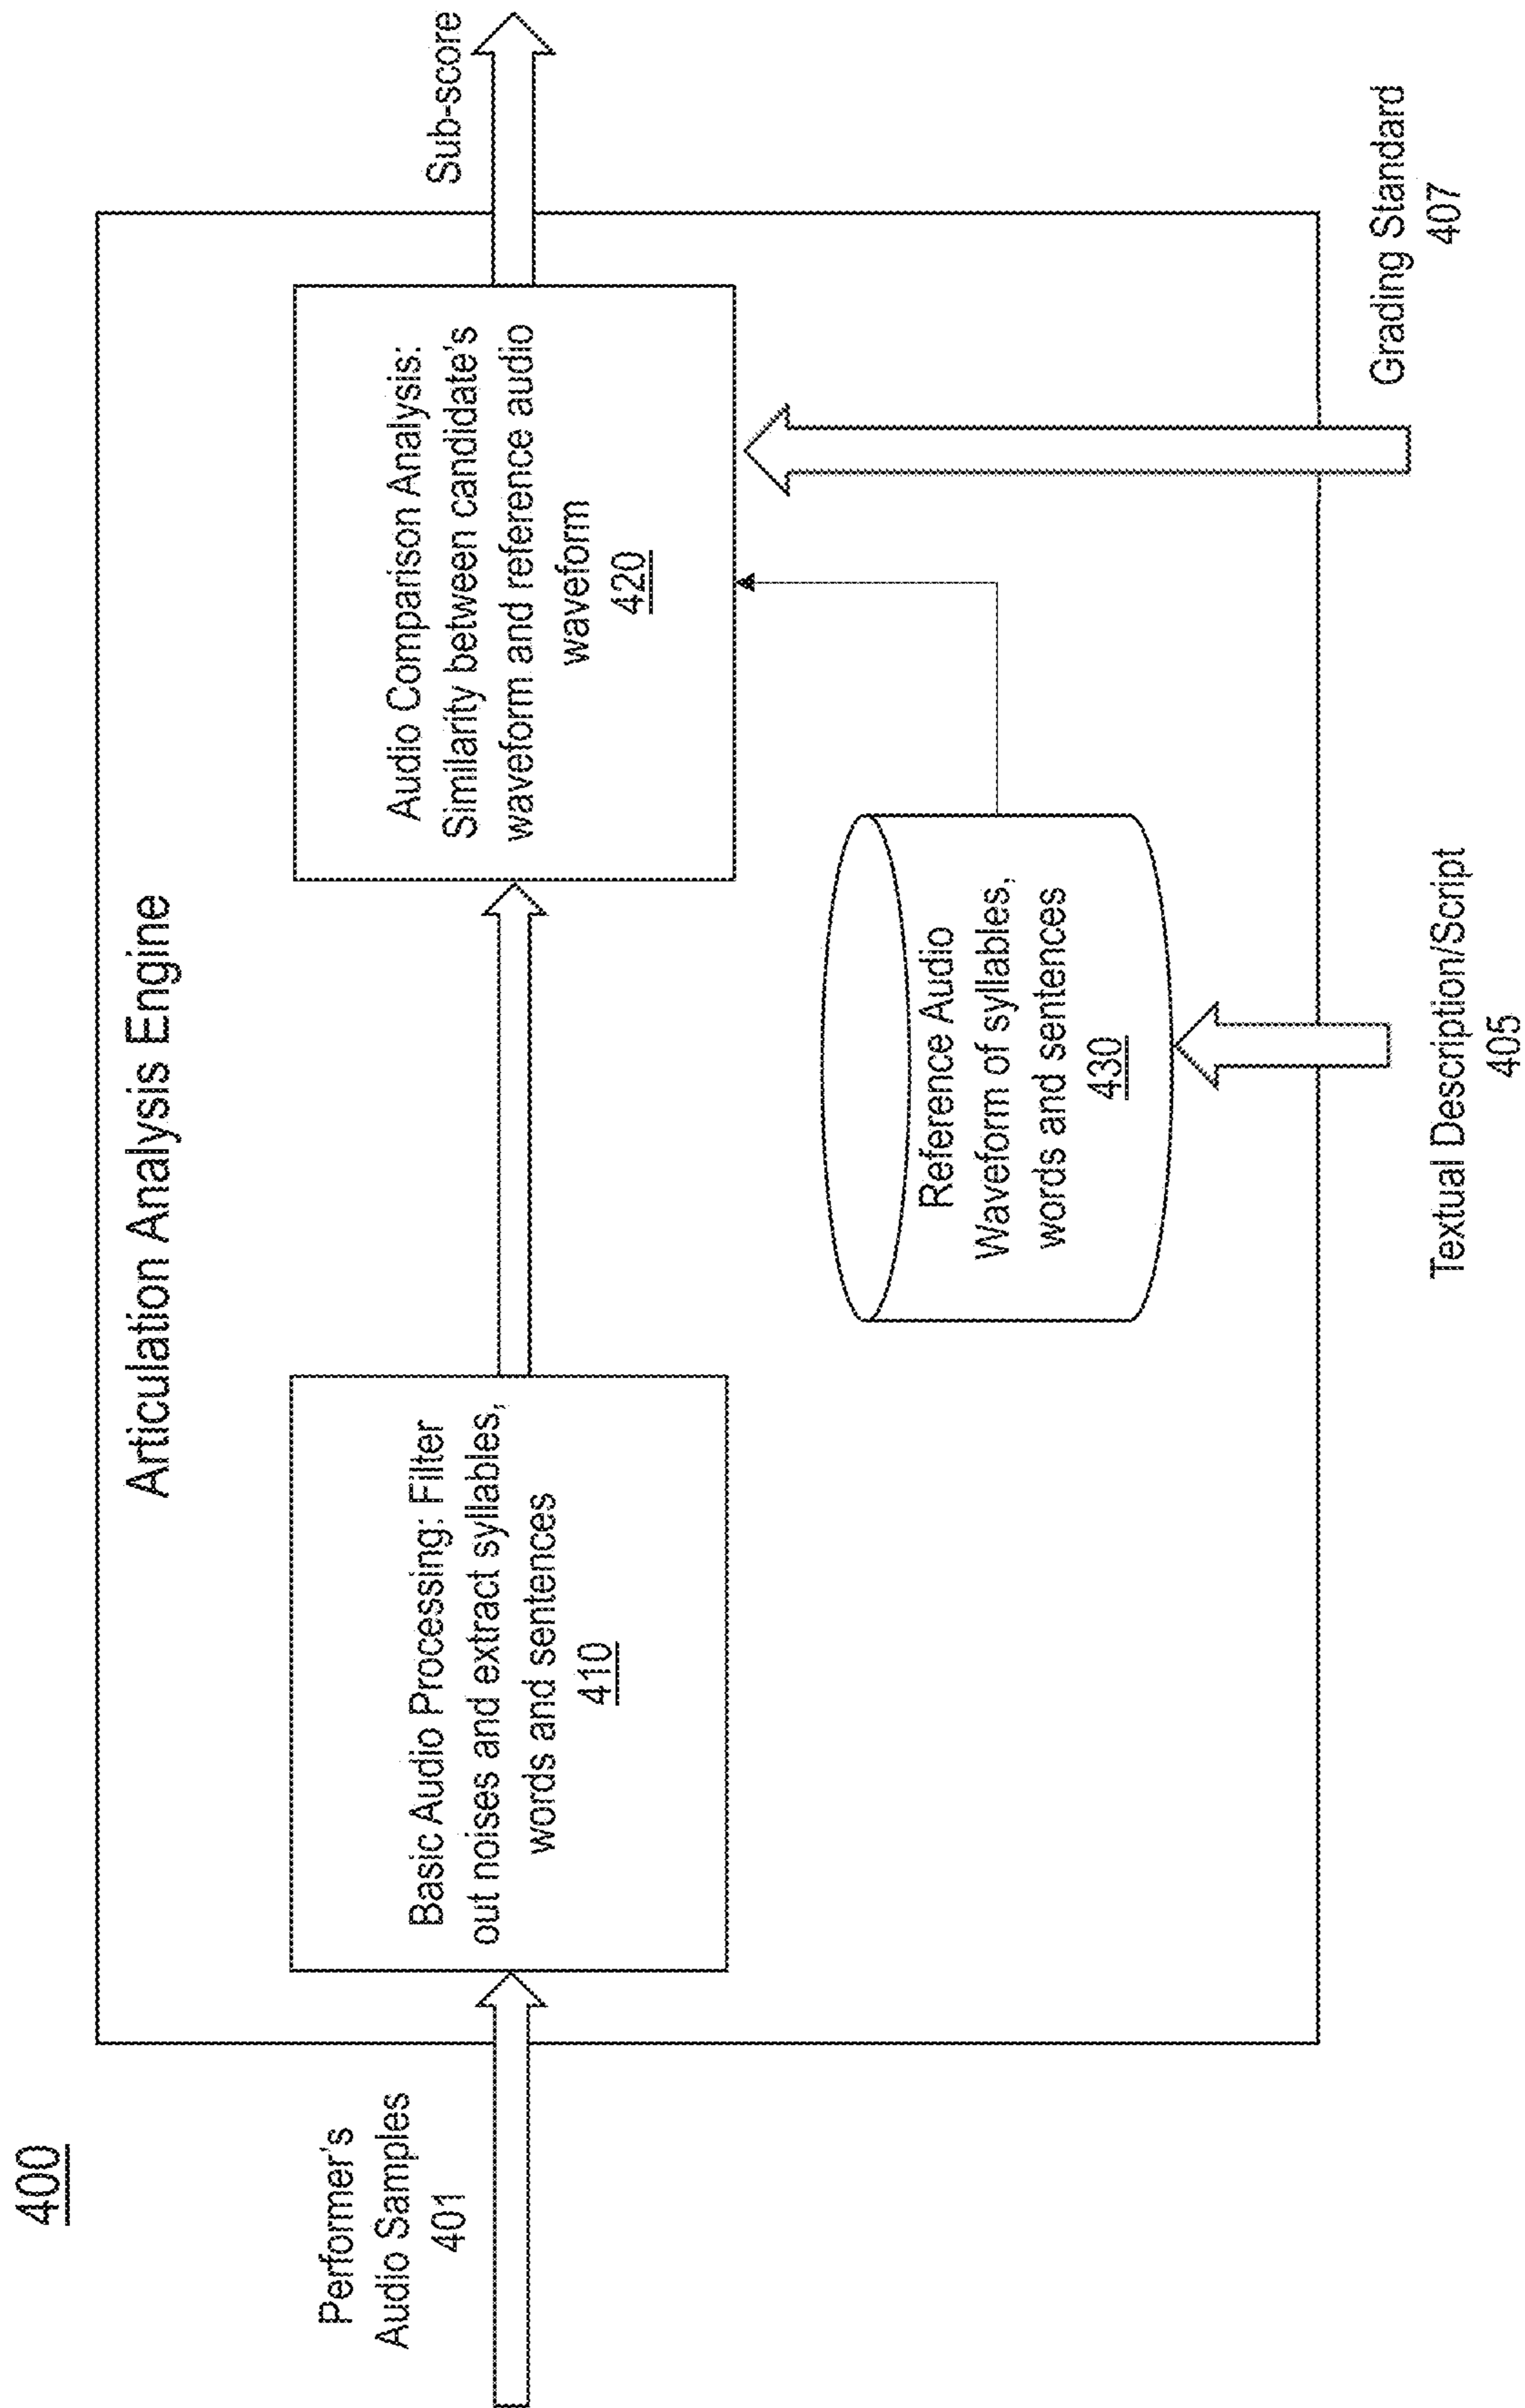 400
Articulation Analysis Engine
Performer's
Audio Samples
401
Basic Audio Processing: Filter
out noises and extract syllables,
words and sentences
410
Audio Comparison Analysis:
Similarity between candidate's
waveform and reference audio
waveform
420
Sub-score
Reference Audio
Waveform of syllables,
words and sentences
430
Textual Description/Script
405
Grading Standard
407